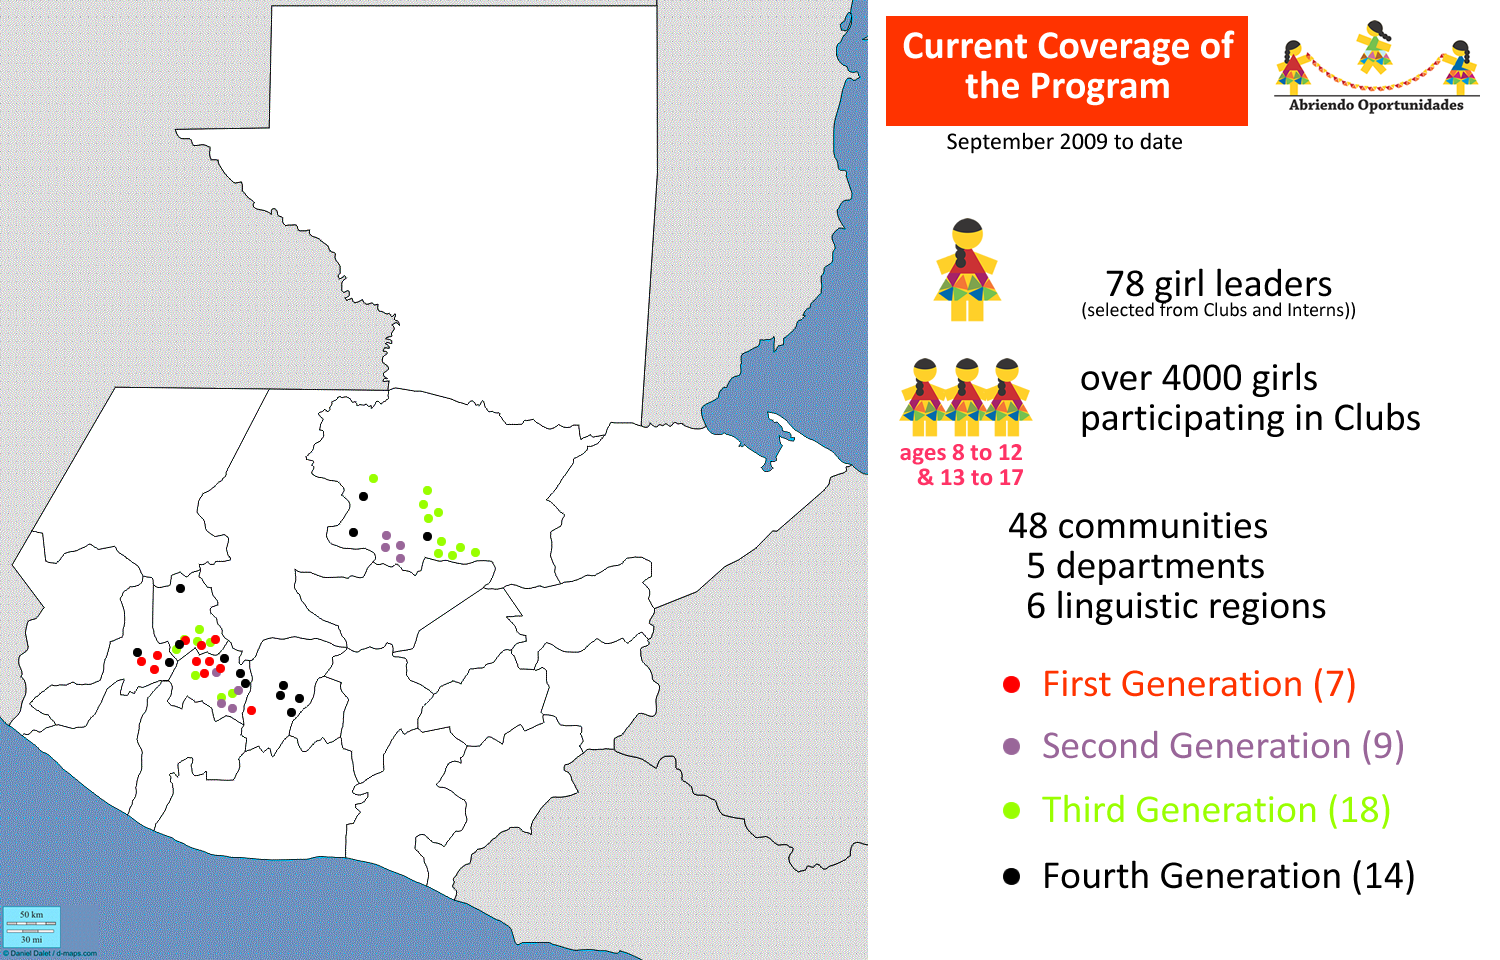 Current Coverage of
the Program
Abriendo Oportunidades
September 2009 to date
78 girl leaders
(selected from Clubs and Interns))
over 4000 girls
participating in Clubs
ages 8 to 12
& 13 to 17
48 communities
5 departments
6 linguistic regions
First Generation (7)
Second Generation (9)
Third Generation (18)
Fourth Generation (14)
50 km
30 mi
© Daniel Dalet / d-maps.com